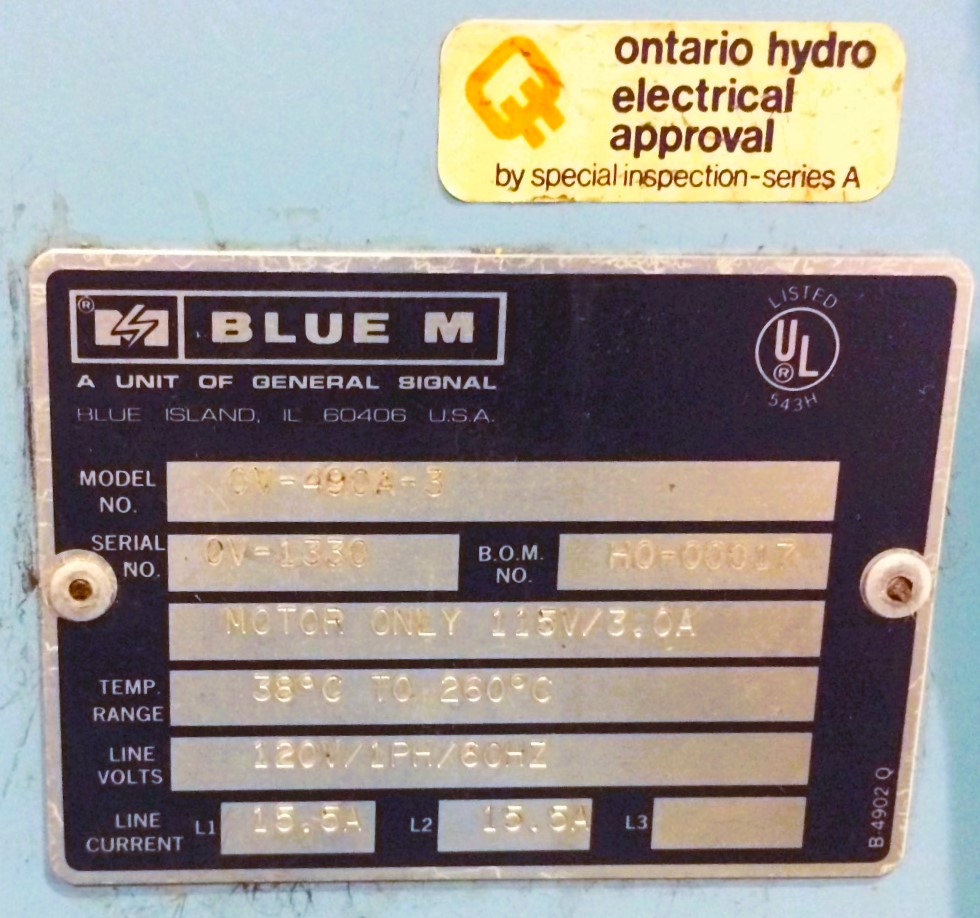 ontario hydro
electrical
approval
by special inspection-series A
® BLUE M
LISTED
UL
®
543H
A UNIT OF GENERAL SIGNAL
BLUE ISLAND, IL 60406 U.S.A.
MODEL NO. OV-490A-3
SERIAL NO. OV-1330 B.O.M. NO. HO-00017
MOTOR ONLY 115V/3.0A
TEMP. RANGE 38°C TO 260°C
LINE VOLTS 120V/1PH/60HZ
LINE CURRENT L1 15.5A L2 15.5A L3
B 4902 Q